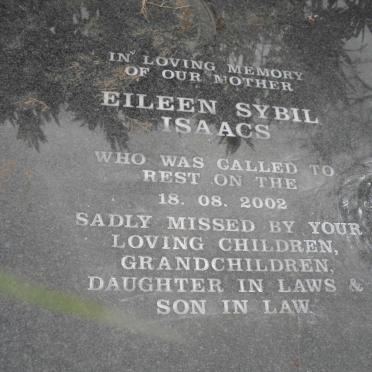 IN LOVING MEMORY
OF OUR MOTHER
EILEEN SYBIL
ISAACS
WHO WAS CALLED TO
REST ON THE
18. 08. 2002
SADLY MISSED BY YOUR
LOVING CHILDREN,
GRANDCHILDREN,
DAUGHTER IN LAWS &
SON IN LAW.